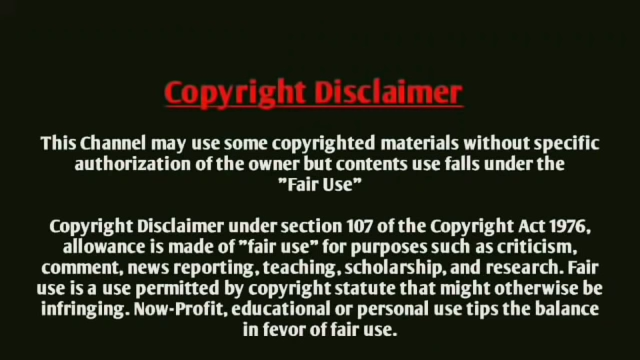 Copyright Disclaimer
This Channel may use some copyrighted materials without specific
authorization of the owner but contents use falls under the
"Fair Use"
Copyright Disclaimer under section 107 of the Copyright Act 1976,
allowance is made of "fair use" for purposes such as criticism,
comment, news reporting, teaching, scholarship, and research. Fair
use is a use permitted by copyright statute that might otherwise be
infringing. Now-Profit, educational or personal use tips the balance
in fevor of fair use.